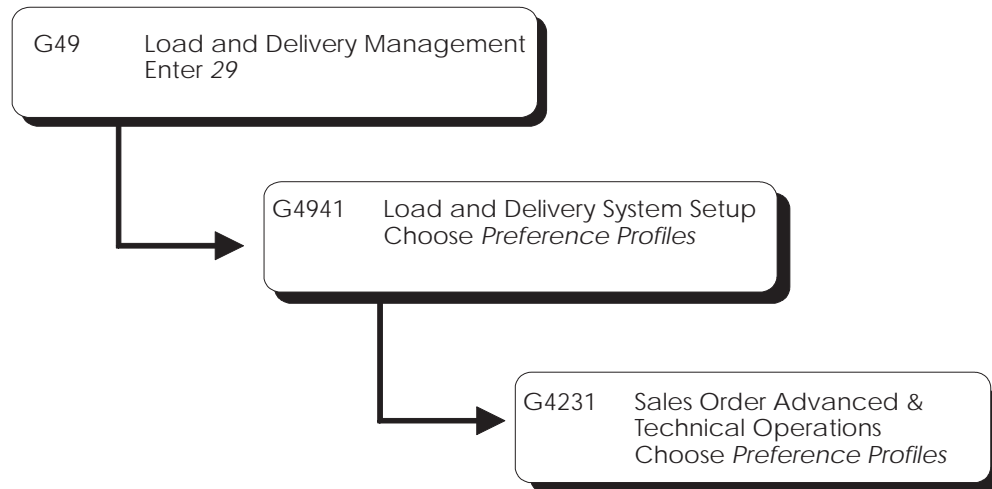 G49 Load and Delivery Management
Enter 29
G4941 Load and Delivery System Setup
Choose Preference Profiles
G4231 Sales Order Advanced &
Technical Operations
Choose Preference Profiles